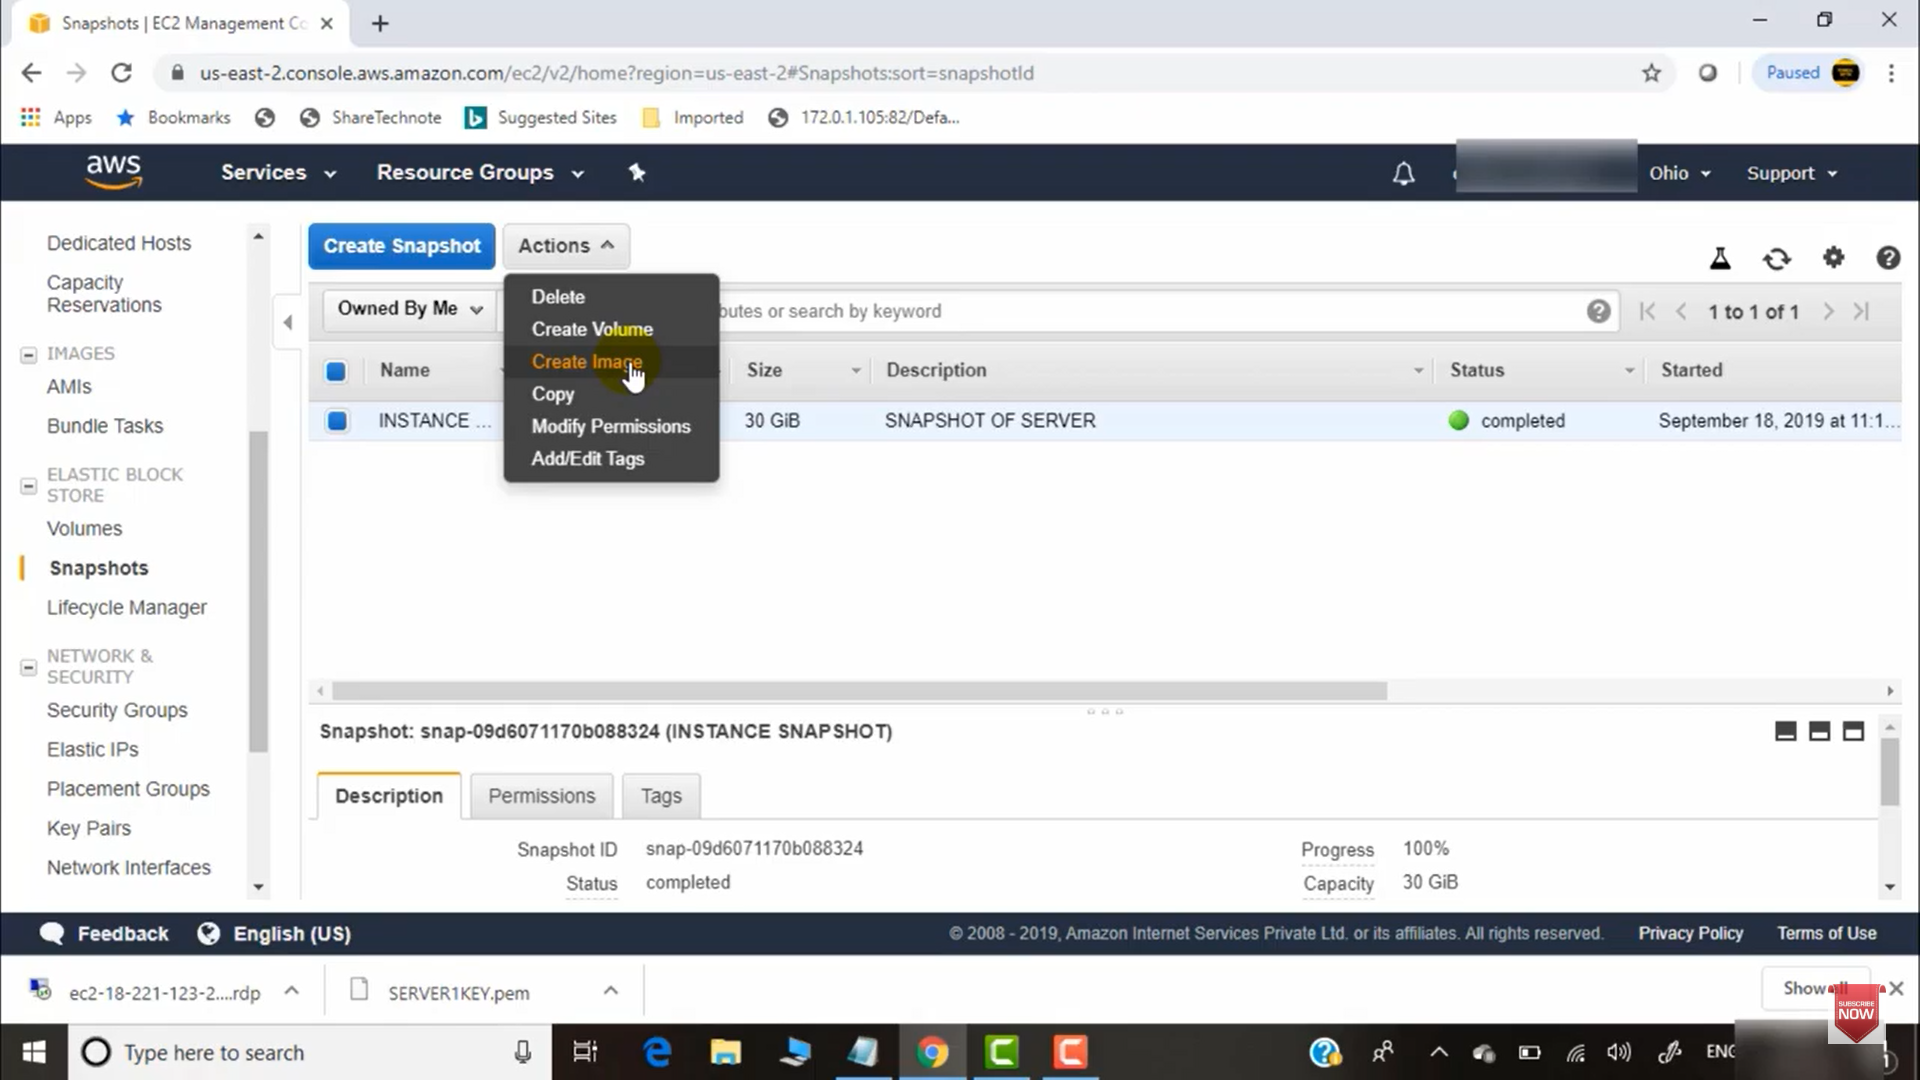 Snapshots | EC2 Management Co
us-east-2.console.aws.amazon.com/ec2/v2/home?region=us-east-2#Snapshots:sort=snapshotId
Paused
Apps
Bookmarks
ShareTechnote
Suggested Sites
Imported
172.0.1.105:82/Defa...
aws
Services
Resource Groups
Ohio
Support
Dedicated Hosts
Capacity
Reservations
IMAGES
AMIs
Bundle Tasks
ELASTIC BLOCK
STORE
Volumes
Snapshots
Lifecycle Manager
NETWORK &
SECURITY
Security Groups
Elastic IPs
Placement Groups
Key Pairs
Network Interfaces
Create Snapshot
Actions
Delete
Create Volume
Create Image
Copy
Modify Permissions
Add/Edit Tags
Owned By Me
butes or search by keyword
1 to 1 of 1
Name
Size
Description
Status
Started
INSTANCE ...
30 GiB
SNAPSHOT OF SERVER
completed
September 18, 2019 at 11:1...
Snapshot: snap-09d6071170b088324 (INSTANCE SNAPSHOT)
Description
Permissions
Tags
Snapshot ID
snap-09d6071170b088324
Progress
100%
Status
completed
Capacity
30 GiB
Feedback
English (US)
© 2008 - 2019, Amazon Internet Services Private Ltd. or its affiliates. All rights reserved.
Privacy Policy
Terms of Use
ec2-18-221-123-2....rdp
SERVER1KEY.pem
Show all
SUBSCRIBE
NOW
Type here to search
ENG